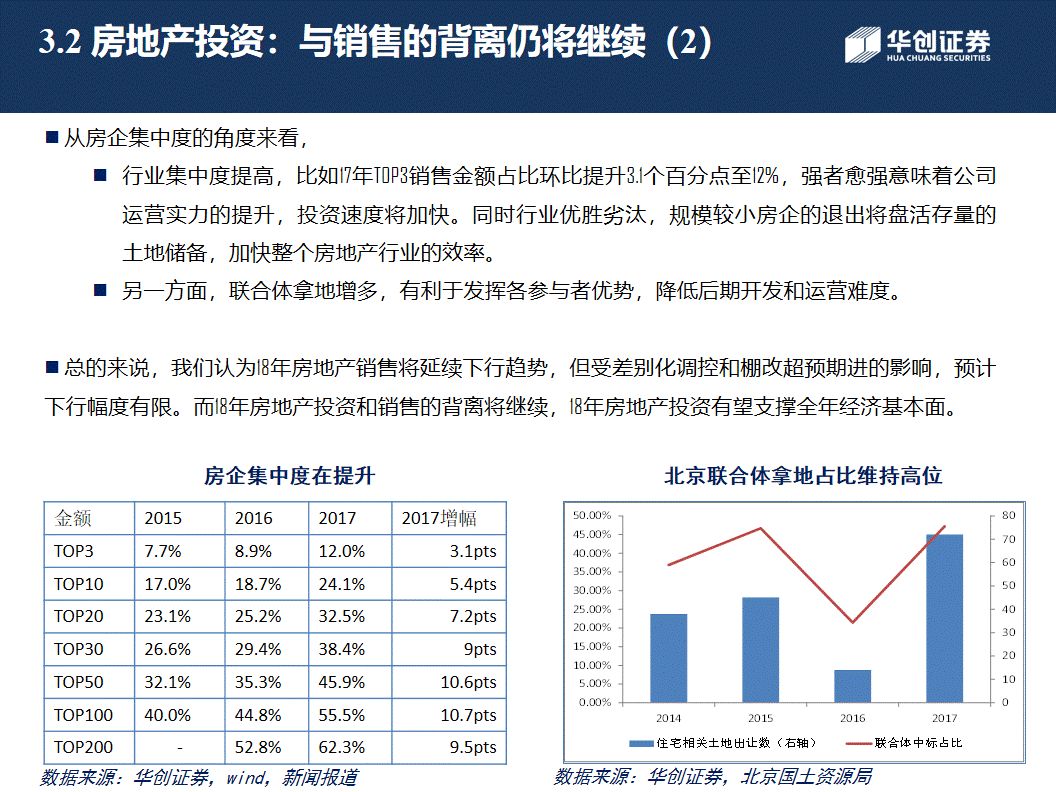 3.2 房地产投资：与销售的背离仍将继续（2）
华创证券
HUA CHUANG SECURITIES
■ 从房企集中度的角度来看，
■ 行业集中度提高，比如17年TOP3销售金额占比环比提升3.1个百分点至12%，强者愈强意味着公司
运营实力的提升，投资速度将加快。同时行业优胜劣汰，规模较小房企的退出将盘活存量的
土地储备，加快整个房地产行业的效率。
■ 另一方面，联合体拿地增多，有利于发挥各参与者优势，降低后期开发和运营难度。
■ 总的来说，我们认为18年房地产销售将延续下行趋势，但受差别化调控和棚改超预期进的影响，预计
下行幅度有限。而18年房地产投资和销售的背离将继续，18年房地产投资有望支撑全年经济基本面。
房企集中度在提升
金额 2015 2016 2017 2017增幅
TOP3 7.7% 8.9% 12.0% 3.1pts
TOP10 17.0% 18.7% 24.1% 5.4pts
TOP20 23.1% 25.2% 32.5% 7.2pts
TOP30 26.6% 29.4% 38.4% 9pts
TOP50 32.1% 35.3% 45.9% 10.6pts
TOP100 40.0% 44.8% 55.5% 10.7pts
TOP200 - 52.8% 62.3% 9.5pts
数据来源：华创证券，wind，新闻报道
北京联合体拿地占比维持高位
50.00% 80
45.00% 70
40.00%
35.00% 60
30.00% 50
25.00% 40
20.00% 30
15.00%
10.00% 20
5.00% 10
0.00% 0
2014 2015 2016 2017
住宅相关土地出让数（右轴） 联合体中标占比
数据来源：华创证券，北京国土资源局